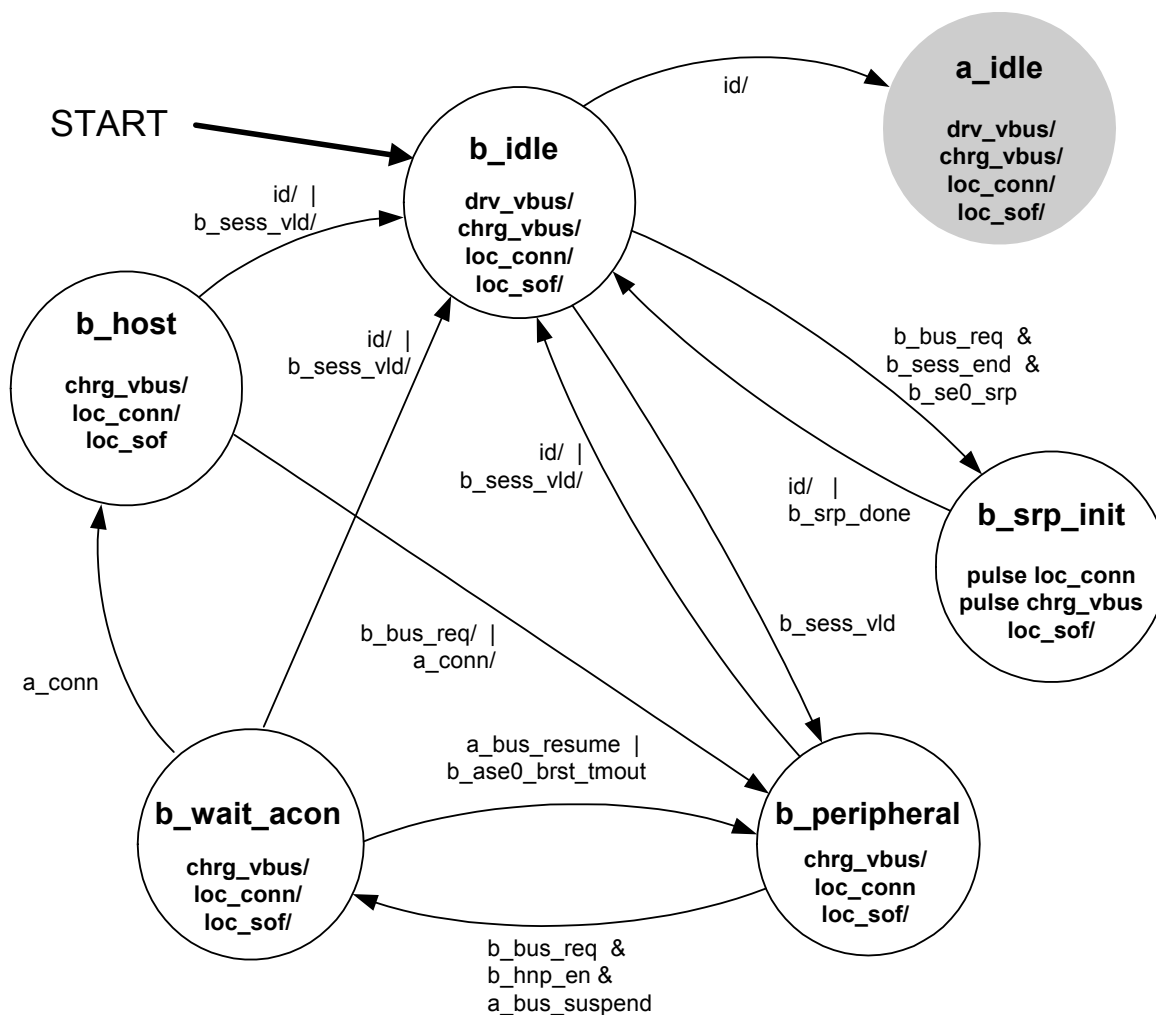 a_idle
drv_vbus/
chrg_vbus/
loc_conn/
loc_sof/
id/
START
b_idle
drv_vbus/
chrg_vbus/
loc_conn/
loc_sof/
id/ |
b_sess_vld/
b_host
chrg_vbus/
loc_conn/
loc_sof
id/ |
b_sess_vld/
b_bus_req &
b_sess_end &
b_se0_srp
id/ |
b_sess_vld/
id/ |
b_srp_done
b_srp_init
pulse loc_conn
pulse chrg_vbus
loc_sof/
b_bus_req/ |
a_conn/
b_sess_vld
a_conn
a_bus_resume |
b_ase0_brst_tmout
b_wait_acon
chrg_vbus/
loc_conn/
loc_sof/
b_peripheral
chrg_vbus/
loc_conn
loc_sof/
b_bus_req &
b_hnp_en &
a_bus_suspend